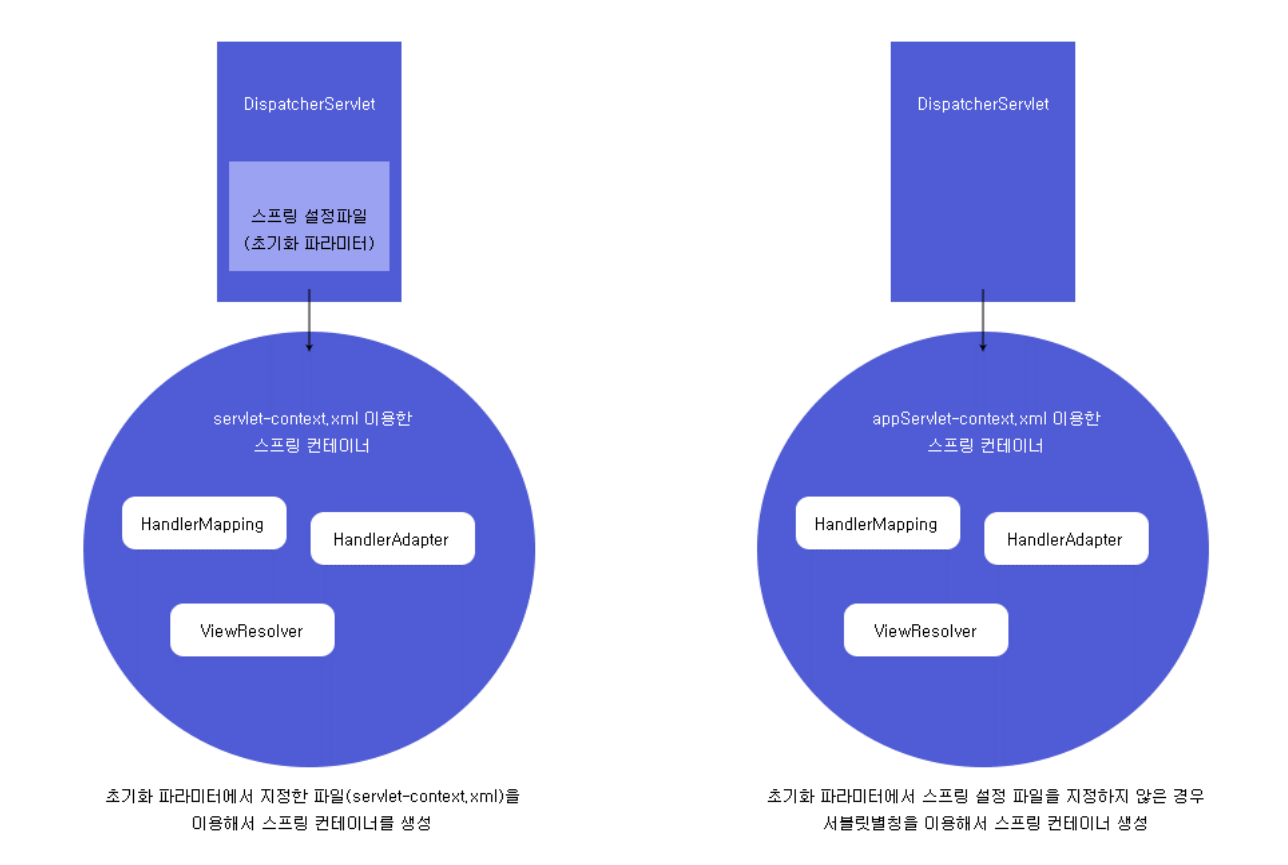 DispatcherServlet
스프링 설정파일
(초기화 파라미터)
servlet-context.xml 이용한
스프링 컨테이너
HandlerMapping
HandlerAdapter
ViewResolver
초기화 파라미터에서 지정한 파일(servlet-context.xml)을
이용해서 스프링 컨테이너를 생성
DispatcherServlet
appServlet-context.xml 이용한
스프링 컨테이너
HandlerMapping
HandlerAdapter
ViewResolver
초기화 파라미터에서 스프링 설정 파일을 지정하지 않은 경우
서블릿별칭을 이용해서 스프링 컨테이너 생성